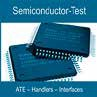 Semiconductor-Test
ATE – Handlers – Interfaces